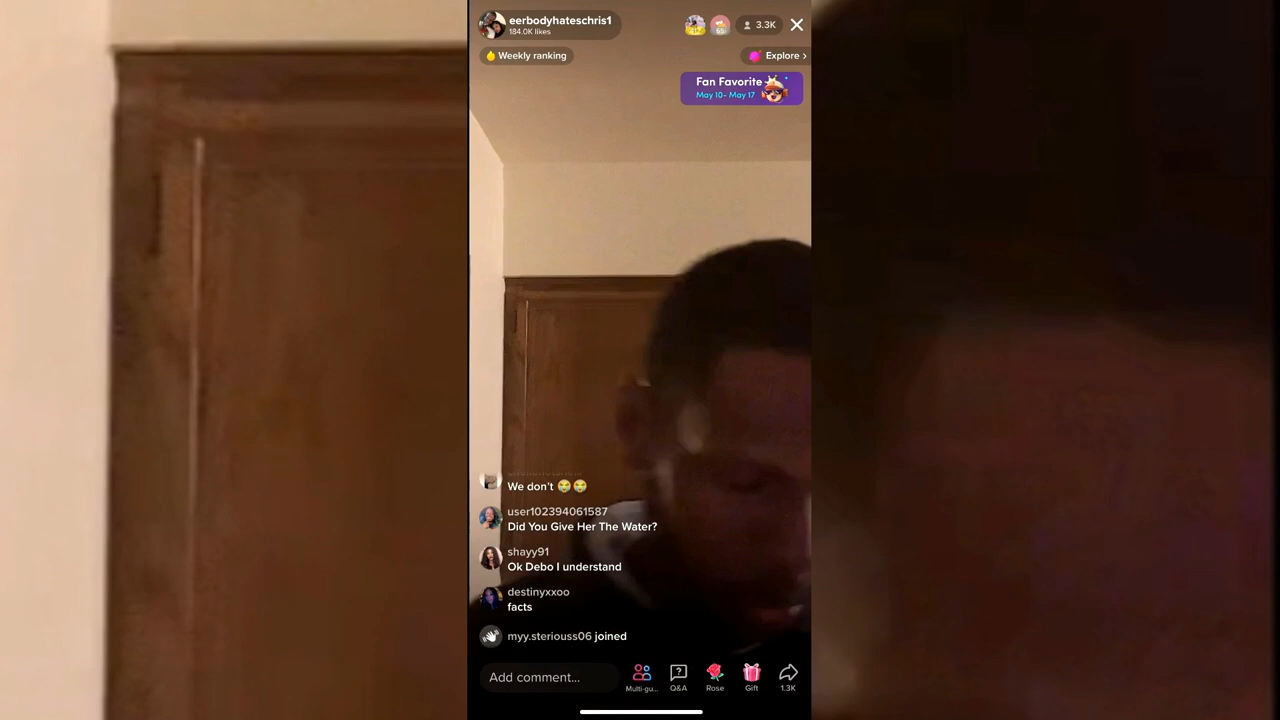 eerbodyhateschris1
184.0K likes
3.3K
Weekly ranking
Explore
Fan Favorite
May 10- May 17
We don't 😭😭
user102394061587
Did You Give Her The Water?
shayy91
Ok Debo I understand
destinyxxoo
facts
myy.steriouss06 joined
Add comment...
Multi-gu...
Q&A
Rose
Gift
1.3K